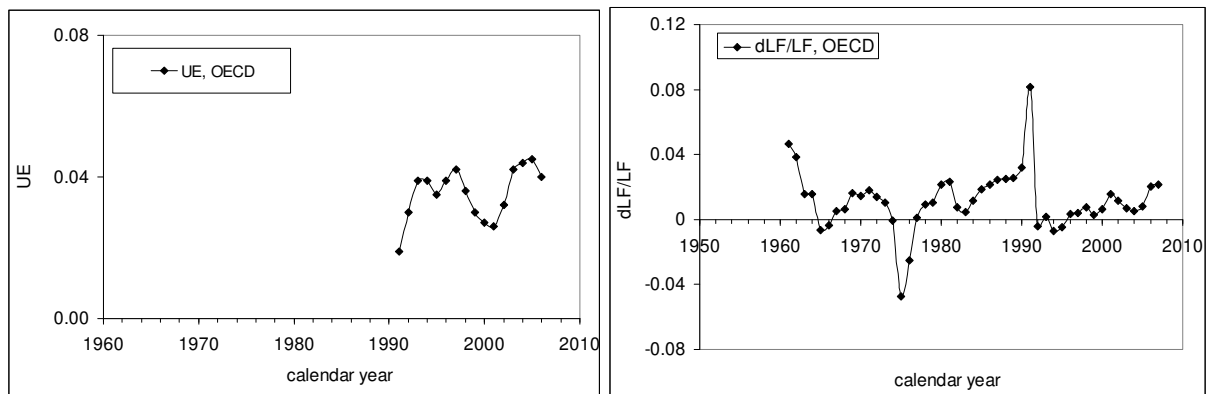 0.08
UE, OECD
UE
0.04
0.00
1960 1970 1980 1990 2000 2010
calendar year
0.12
dLF/LF, OECD
0.08
0.04
dLF/LF
0
1950 1960 1970 1980 1990 2000 2010
-0.04
-0.08
calendar year